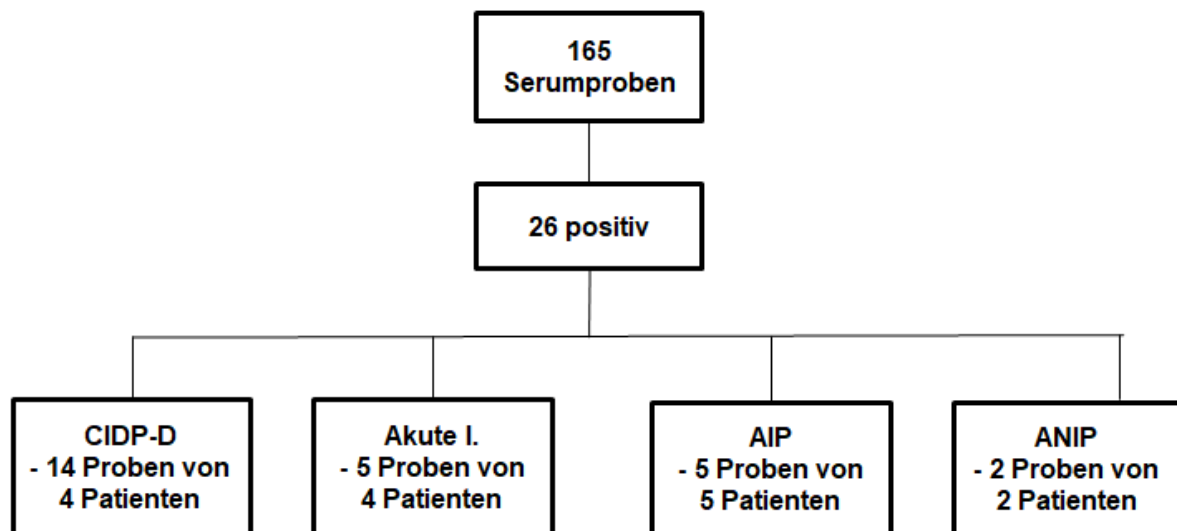 165
Serumproben
26 positiv
CIDP-D
- 14 Proben von
4 Patienten
Akute I.
- 5 Proben von
4 Patienten
AIP
- 5 Proben von
5 Patienten
ANIP
- 2 Proben von
2 Patienten